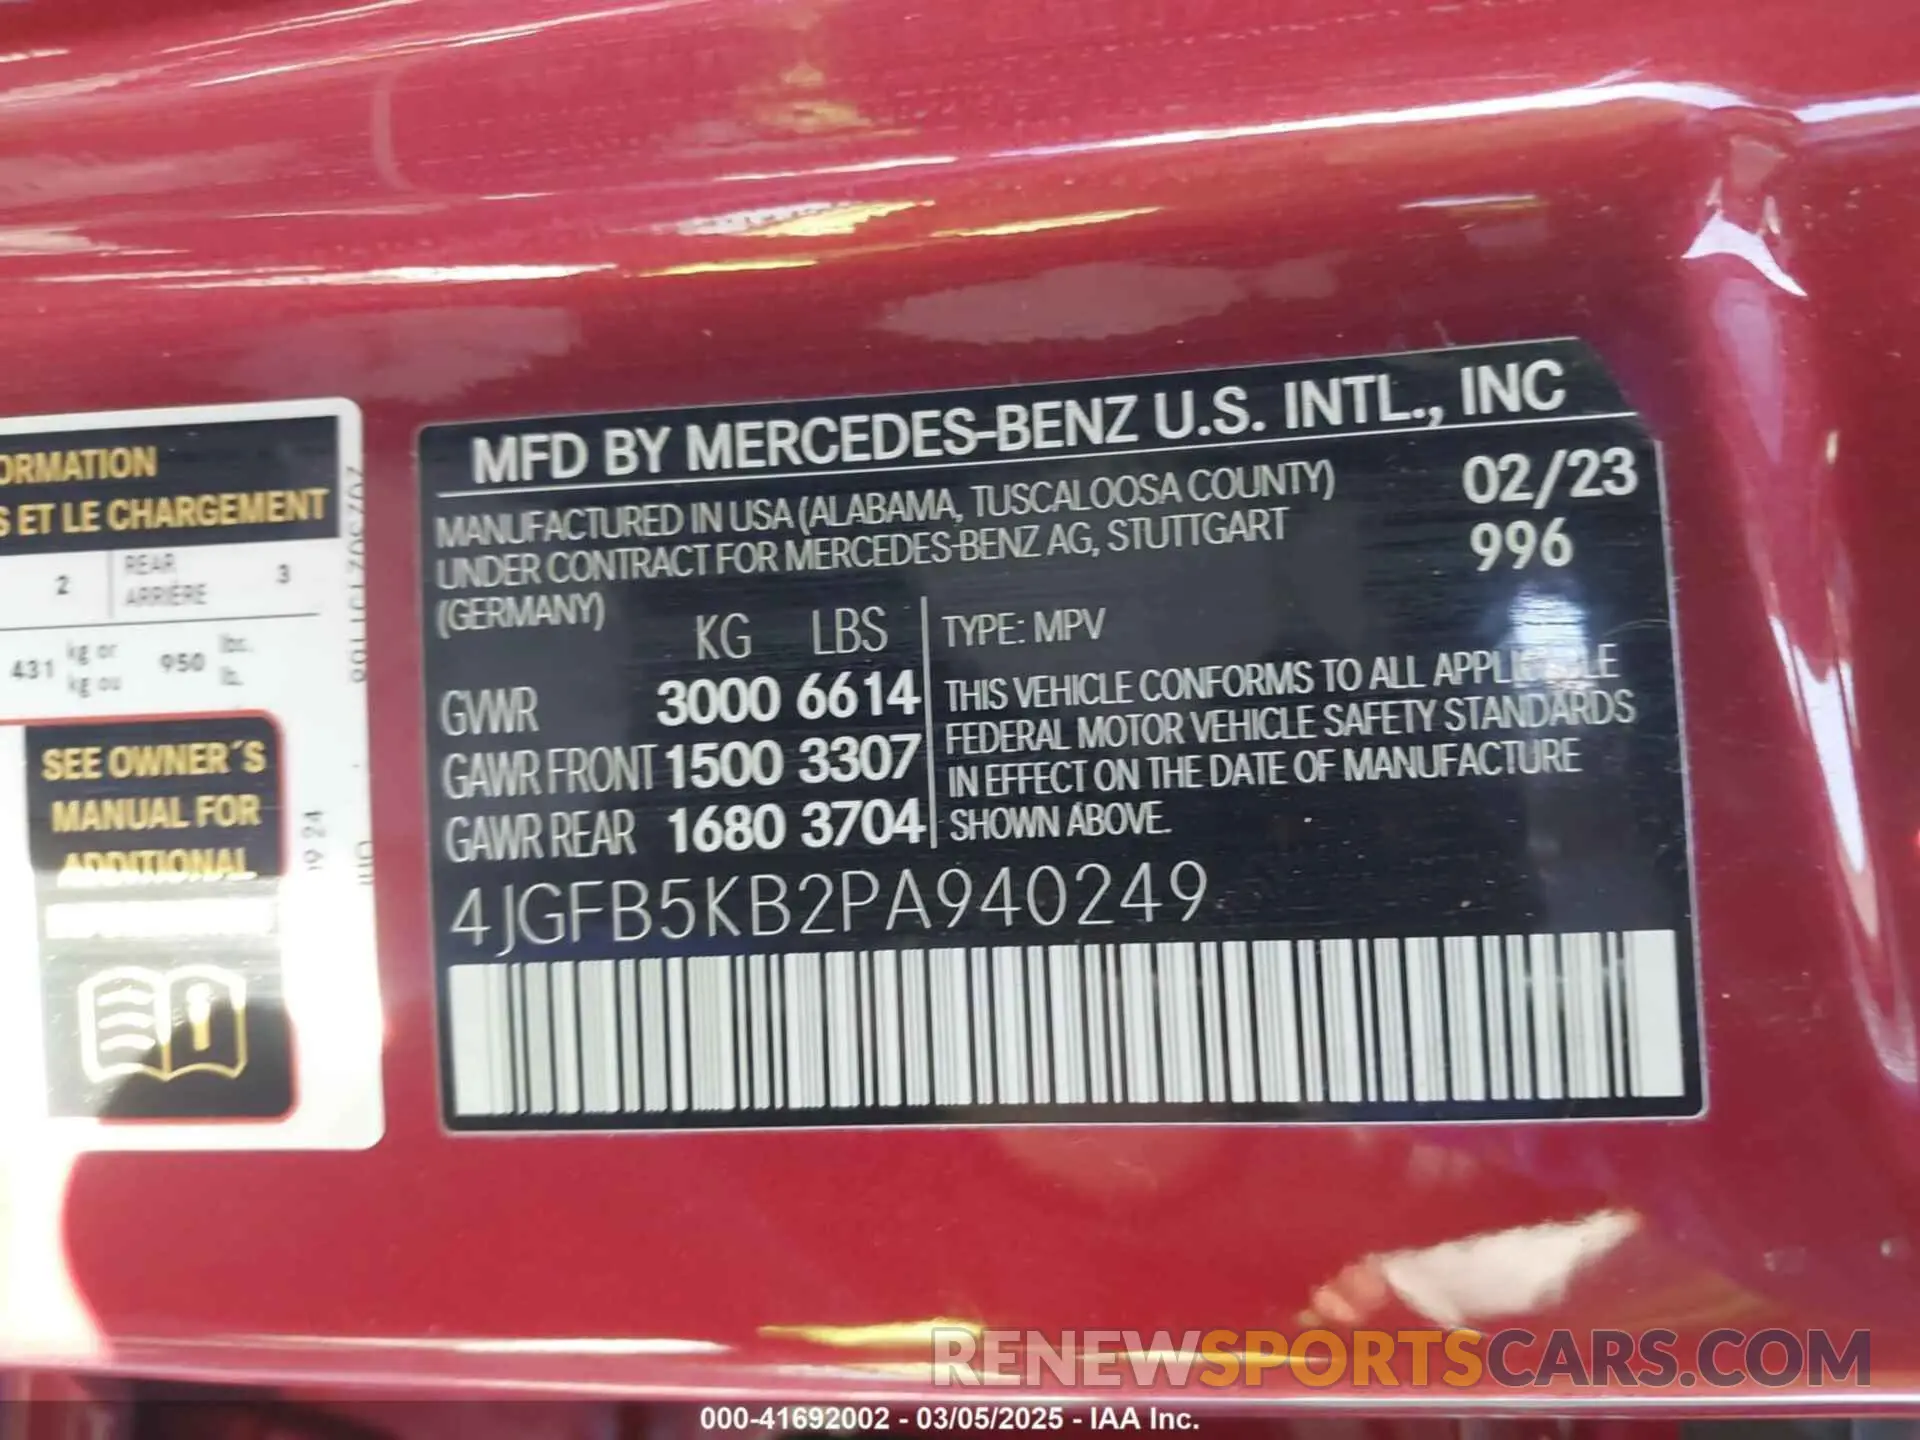 ORMATION
S ET LE CHARGEMENT
2 REAR 3
ARRIÈRE
431 kg or 950 lbs.
kg ou lb.
SEE OWNER´S
MANUAL FOR
ADDITIONAL
MFD BY MERCEDES-BENZ U.S. INTL., INC
MANUFACTURED IN USA (ALABAMA, TUSCALOOSA COUNTY) 02/23
UNDER CONTRACT FOR MERCEDES-BENZ AG, STUTTGART 996
(GERMANY)
KG LBS
GVWR 3000 6614
GAWR FRONT 1500 3307
GAWR REAR 1680 3704
TYPE: MPV
THIS VEHICLE CONFORMS TO ALL APPLICABLE
FEDERAL MOTOR VEHICLE SAFETY STANDARDS
IN EFFECT ON THE DATE OF MANUFACTURE
SHOWN ABOVE.
4JGFB5KB2PA940249
RENEWSPORTSCARS.COM
000-41692002 - 03/05/2025 - IAA Inc.